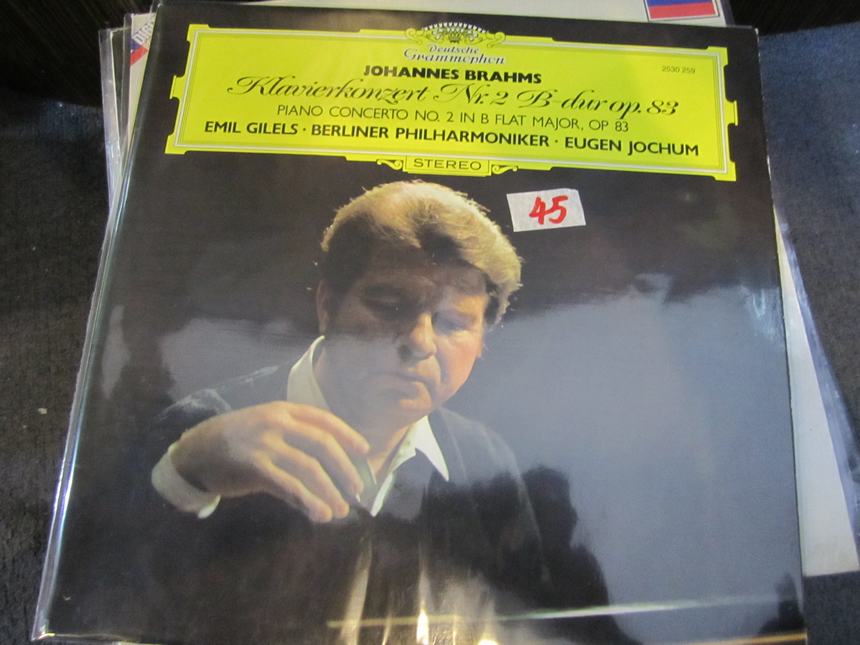 Deutsche
Grammophon
2530 259
JOHANNES BRAHMS
Klavierkonzert Nr. 2 B-dur op. 83
PIANO CONCERTO NO. 2 IN B FLAT MAJOR, OP 83
EMIL GILELS · BERLINER PHILHARMONIKER · EUGEN JOCHUM
STEREO
45